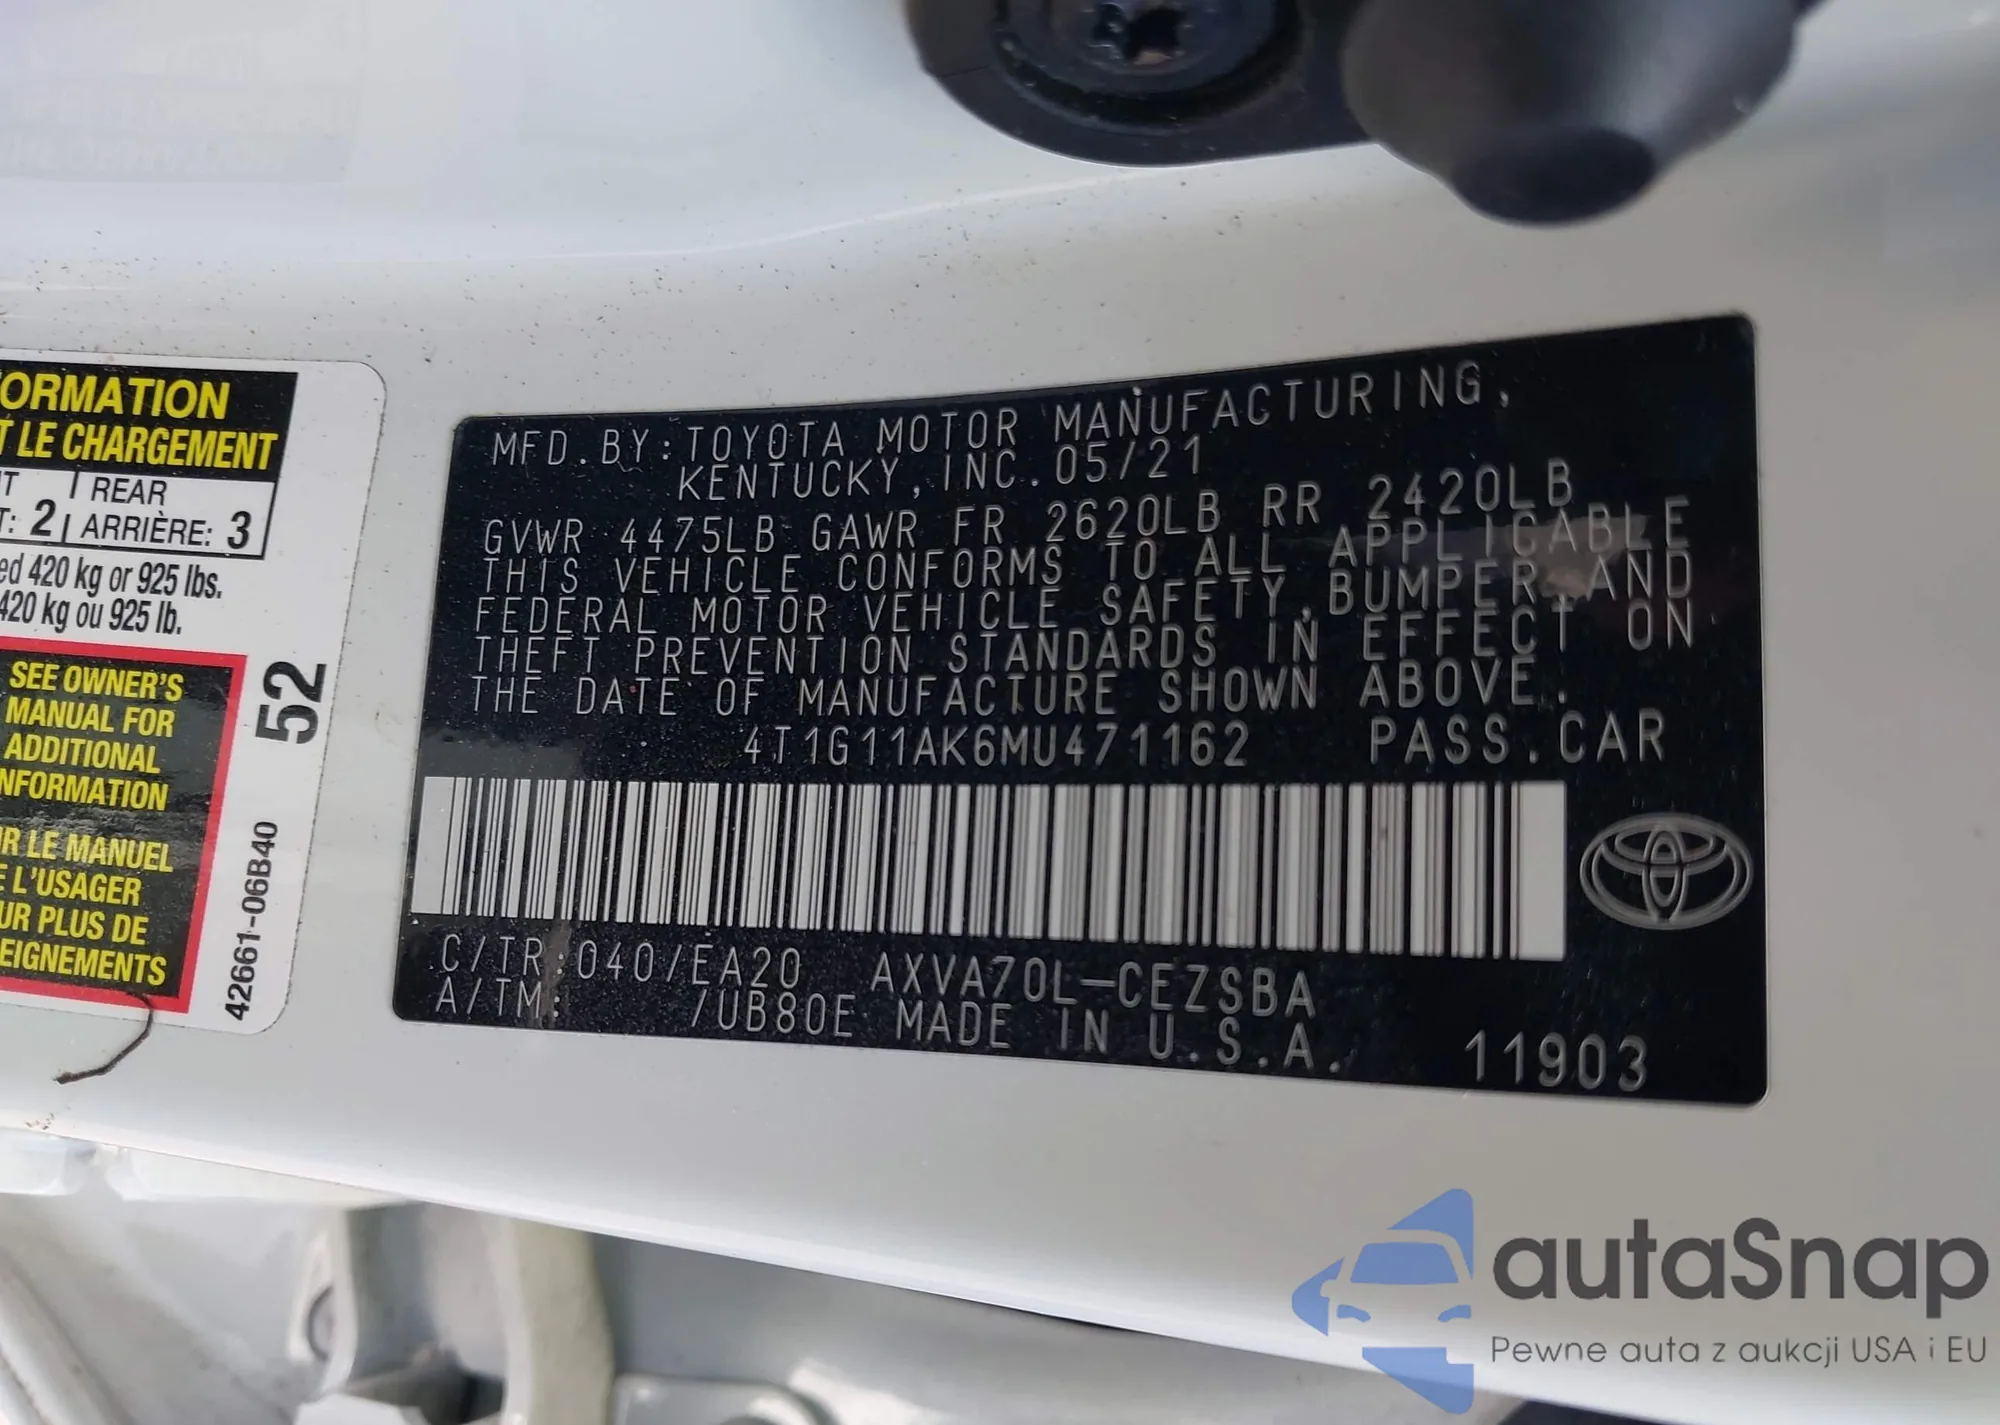 ORMATION
T LE CHARGEMENT
REAR
T: 2 ARRIÈRE: 3
ed 420 kg or 925 lbs.
420 kg ou 925 lb.
SEE OWNER'S
MANUAL FOR
ADDITIONAL
NFORMATION
R LE MANUEL
E L'USAGER
UR PLUS DE
EIGNEMENTS
52
42661-06B40
MFD.BY:TOYOTA MOTOR MANUFACTURING,
KENTUCKY,INC.05/21
GVWR 4475LB GAWR FR 2620LB RR 2420LB
THIS VEHICLE CONFORMS TO ALL APPLICABLE
FEDERAL MOTOR VEHICLE SAFETY,BUMPER,AND
THEFT PREVENTION STANDARDS IN EFFECT ON
THE DATE OF MANUFACTURE SHOWN ABOVE.
4T1G11AK6MU471162 PASS.CAR
C/TR:040/EA20 AXVA70L-CEZSBA
A/TM: /UB80E MADE IN U.S.A.
11903
autaSnap
Pewne auta z aukcji USA i EU